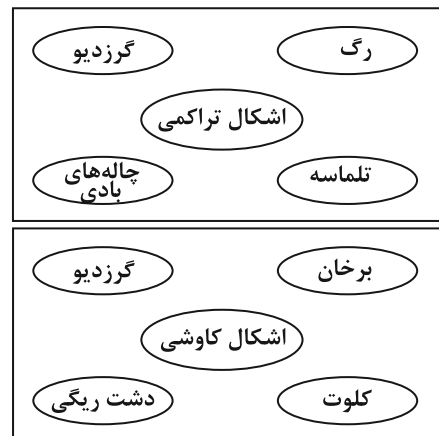 رگ
گرزدیو
اشکال تراکمی
تلماسه
چاله‌های
بادی
برخان
گرزدیو
اشکال کاوشی
کلوت
دشت ریگی